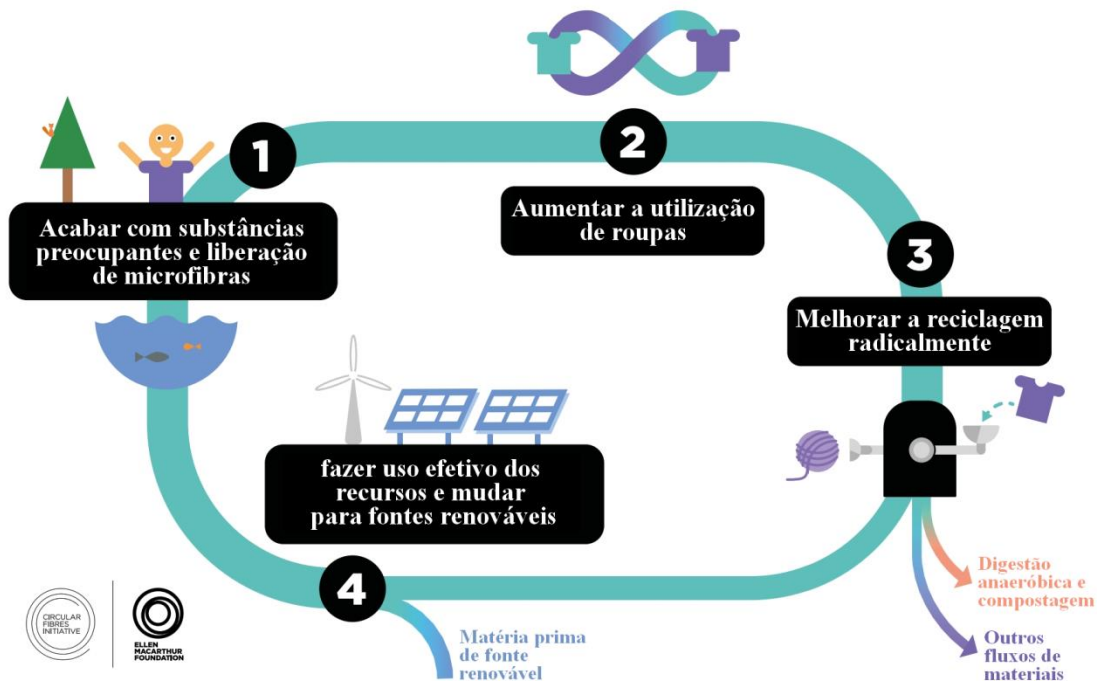 1
Acabar com substâncias
preocupantes e liberação
de microfibras
2
Aumentar a utilização
de roupas
3
Melhorar a reciclagem
radicalmente
fazer uso efetivo dos
recursos e mudar
para fontes renováveis
4
Matéria prima
de fonte
renovável
Digestão
anaeróbica e
compostagem
Outros
fluxos de
materiais
CIRCULAR
FIBRES
INITIATIVE
ELLEN
MACARTHUR
FOUNDATION